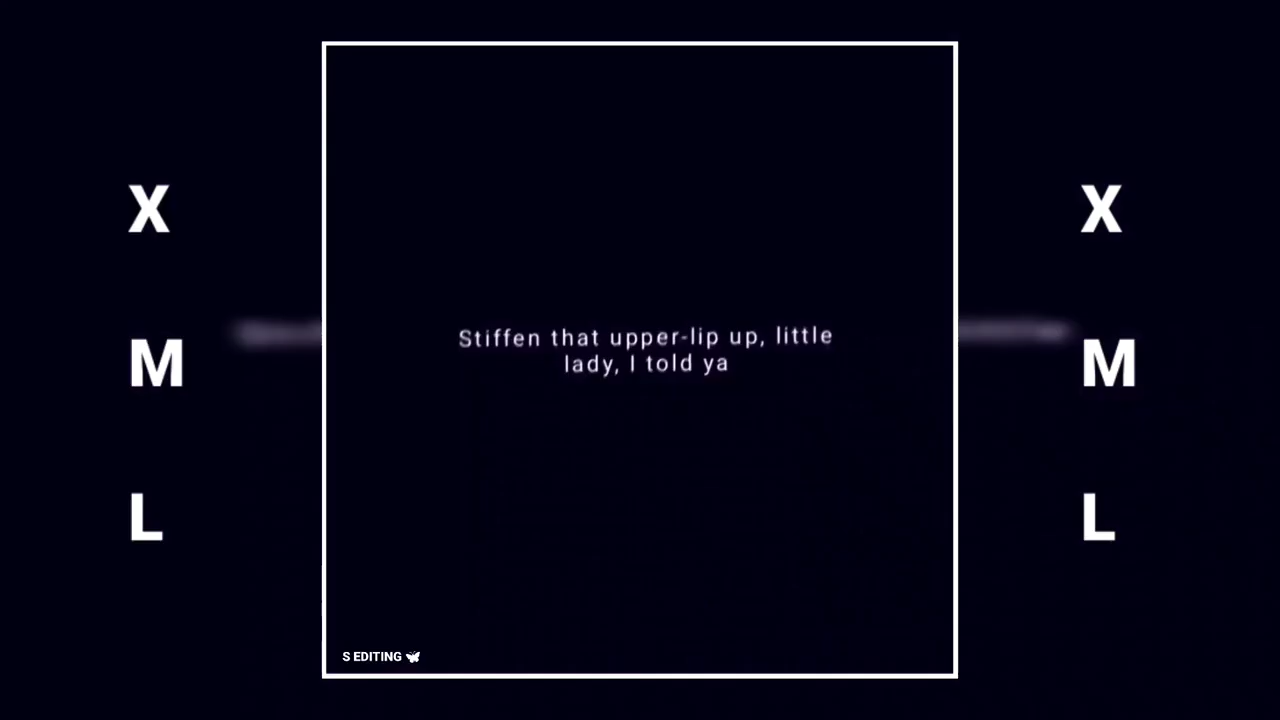 X
M
L
Stiffen that upper-lip up, little
lady, I told ya
S EDITING 🦋
X
M
L